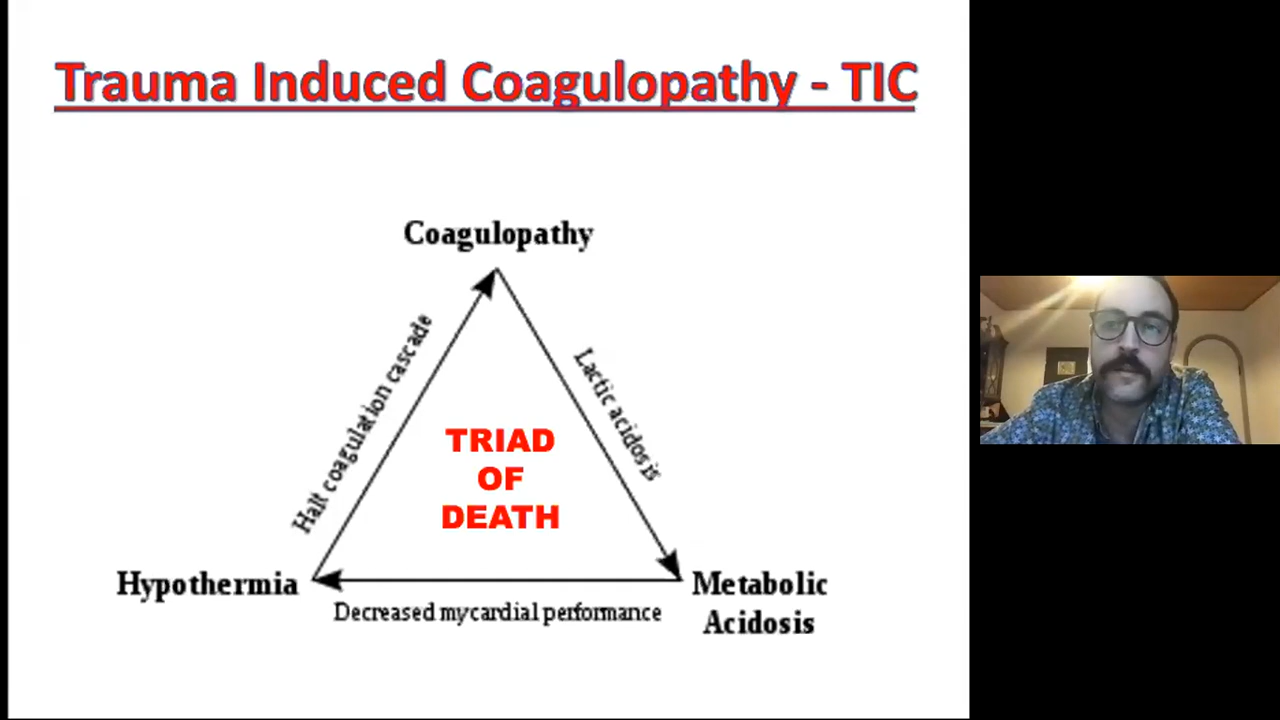 Trauma Induced Coagulopathy - TIC
Coagulopathy
Halt coagulation cascade
Lactic acidosis
TRIAD
OF
DEATH
Hypothermia
Decreased mycardial performance
Metabolic
Acidosis